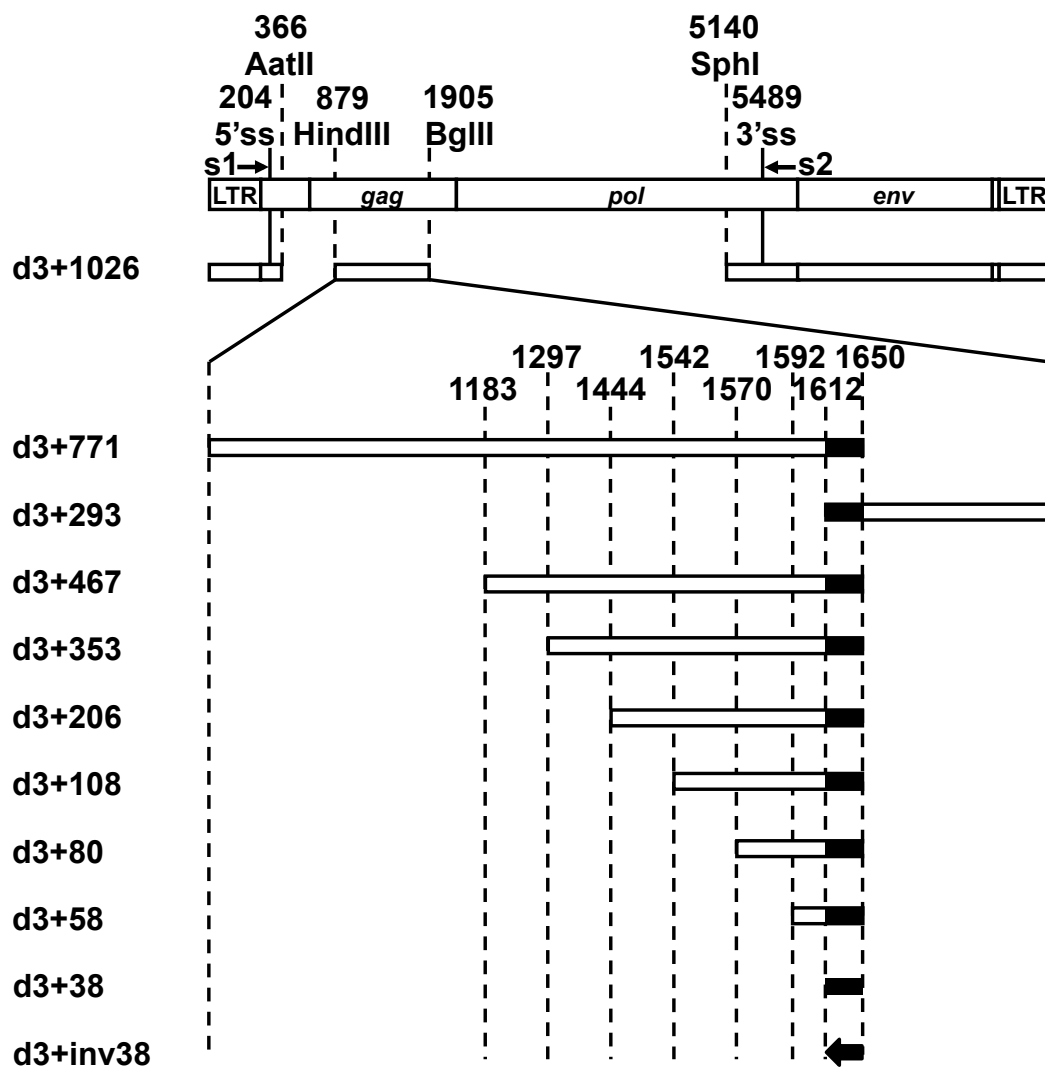 366 5140
AatII SphI
204 879 1905 5489
5'ss HindIII BglII 3'ss
s1 s2
LTR gag pol env LTR
d3+1026
1297 1542 1592 1650
1183 1444 1570 1612
d3+771
d3+293
d3+467
d3+353
d3+206
d3+108
d3+80
d3+58
d3+38
d3+inv38